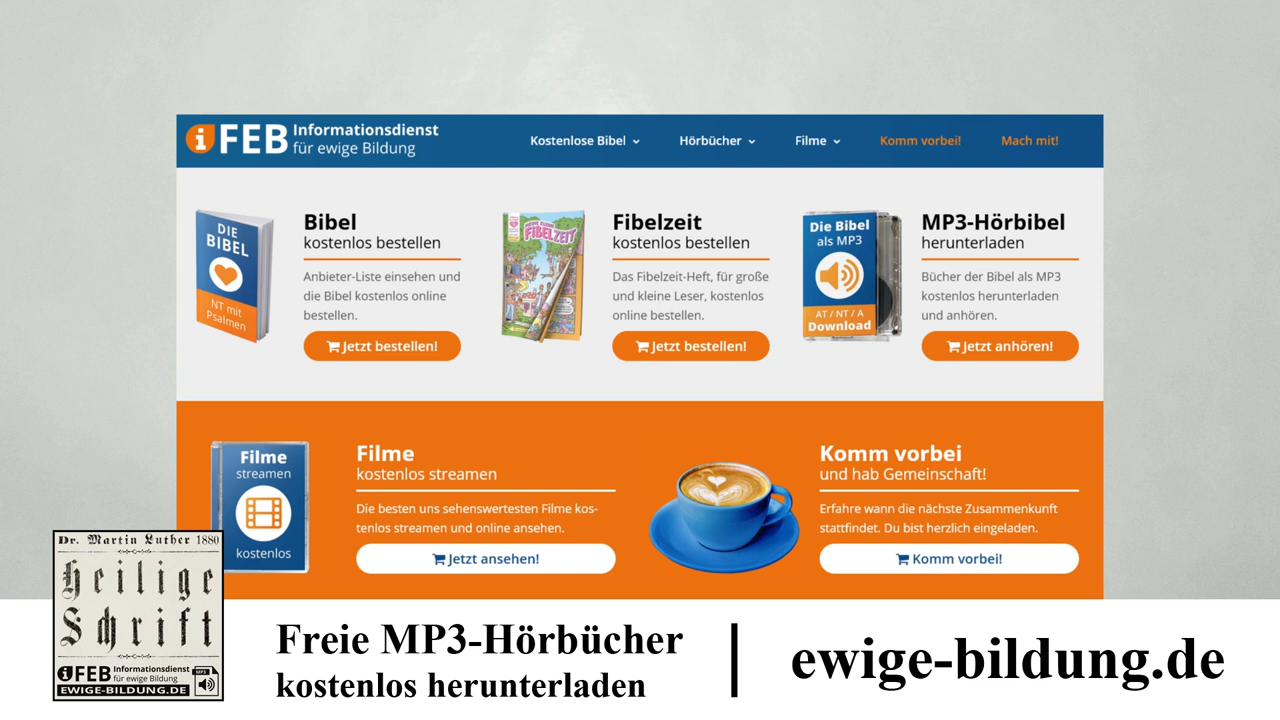 FEB Informationsdienst
für ewige Bildung
Kostenlose Bibel
Hörbücher
Filme
Komm vorbei!
Mach mit!
DIE
BIBEL
NT mit
Psalmen
Bibel
kostenlos bestellen
Anbieter-Liste einsehen und
die Bibel kostenlos online
bestellen.
Jetzt bestellen!
FIBELZEIT
Fibelzeit
kostenlos bestellen
Das Fibelzeit-Heft, für große
und kleine Leser, kostenlos
online bestellen.
Jetzt bestellen!
Die Bibel
als MP3
AT / NT / A
Download
MP3-Hörbibel
herunterladen
Bücher der Bibel als MP3
kostenlos herunterladen
und anhören.
Jetzt anhören!
Filme
streamen
kostenlos
Filme
kostenlos streamen
Die besten uns sehenswertesten Filme kos-
tenlos streamen und online ansehen.
Jetzt ansehen!
Komm vorbei
und hab Gemeinschaft!
Erfahre wann die nächste Zusammenkunft
stattfindet. Du bist herzlich eingeladen.
Komm vorbei!
Dr. Martin Luther 1880
Heilige
Schrift
FEB Informationsdienst
für ewige Bildung
MP3
EWIGE-BILDUNG.DE
Freie MP3-Hörbücher
kostenlos herunterladen
ewige-bildung.de